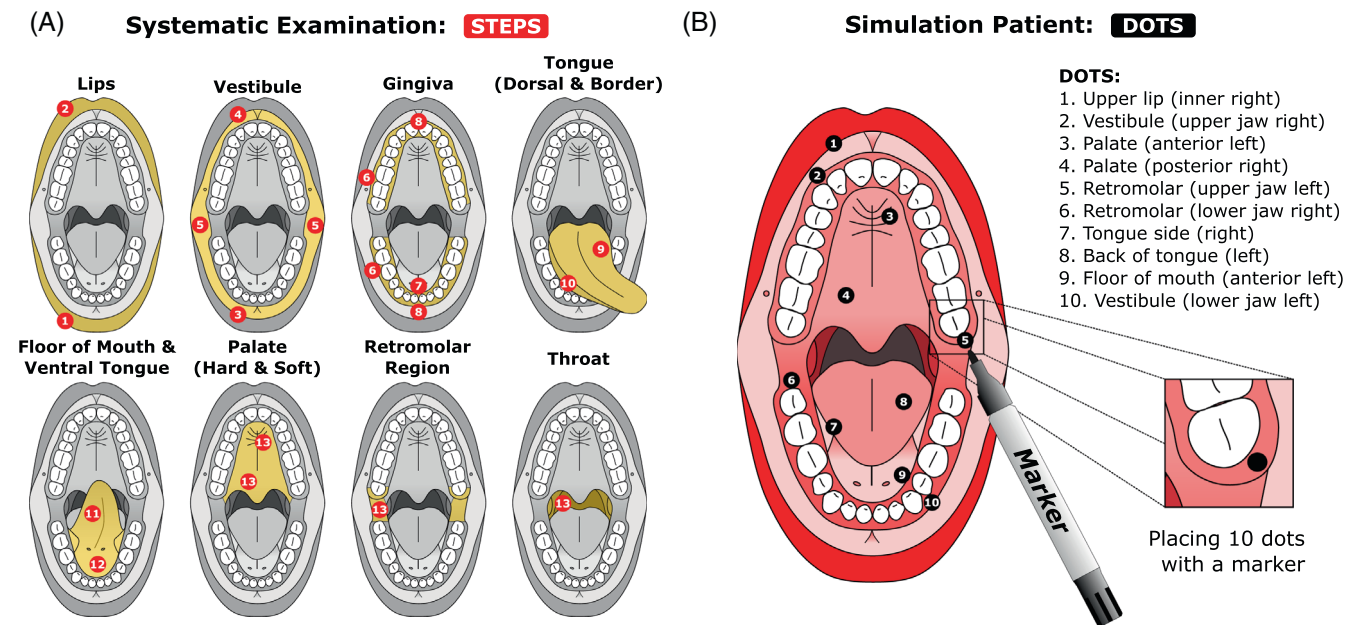 (A)
Systematic Examination: STEPS
Lips
2
1
Vestibule
4
5
5
3
Gingiva
8
6
6
7
8
Tongue
(Dorsal & Border)
9
10
Floor of Mouth &
Ventral Tongue
11
12
Palate
(Hard & Soft)
13
13
Retromolar
Region
13
Throat
13
(B)
Simulation Patient: DOTS
DOTS:
1. Upper lip (inner right)
2. Vestibule (upper jaw right)
3. Palate (anterior left)
4. Palate (posterior right)
5. Retromolar (upper jaw left)
6. Retromolar (lower jaw right)
7. Tongue side (right)
8. Back of tongue (left)
9. Floor of mouth (anterior left)
10. Vestibule (lower jaw left)
1
2
3
4
5
6
8
7
9
10
Marker
Placing 10 dots
with a marker